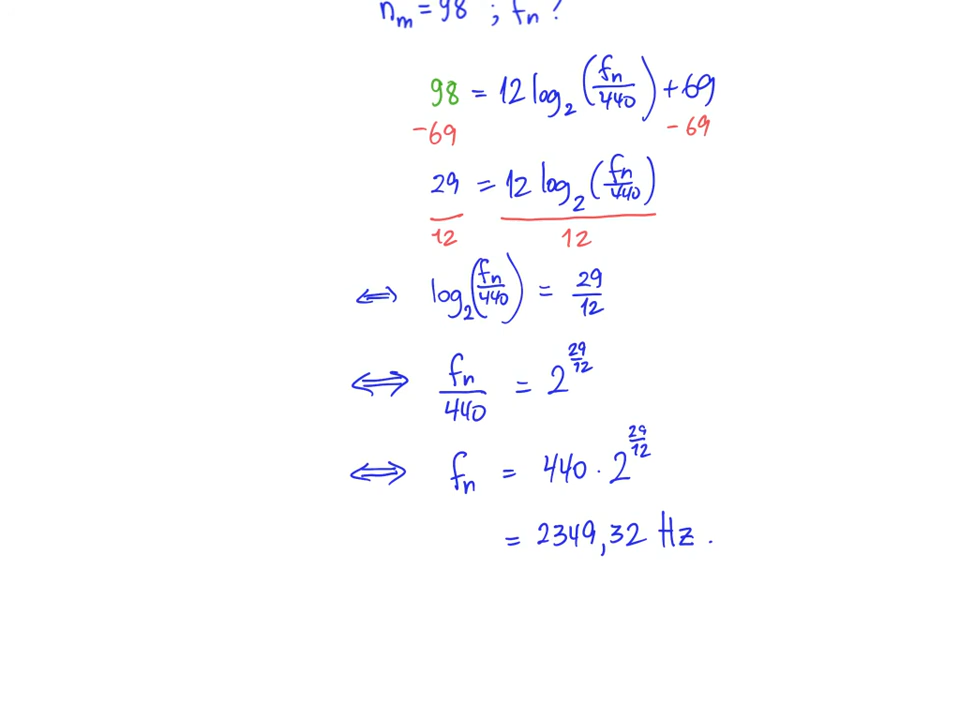 n_m = 98 ; f_n ?
98 = 12 log_2 (f_n/440) + 69
-69 -69
29 = 12 log_2 (f_n/440)
12 12
⟺ log_2 (f_n/440) = 29/12
⟺ f_n/440 = 2^(29/12)
⟺ f_n = 440 · 2^(29/12)
= 2349,32 Hz .